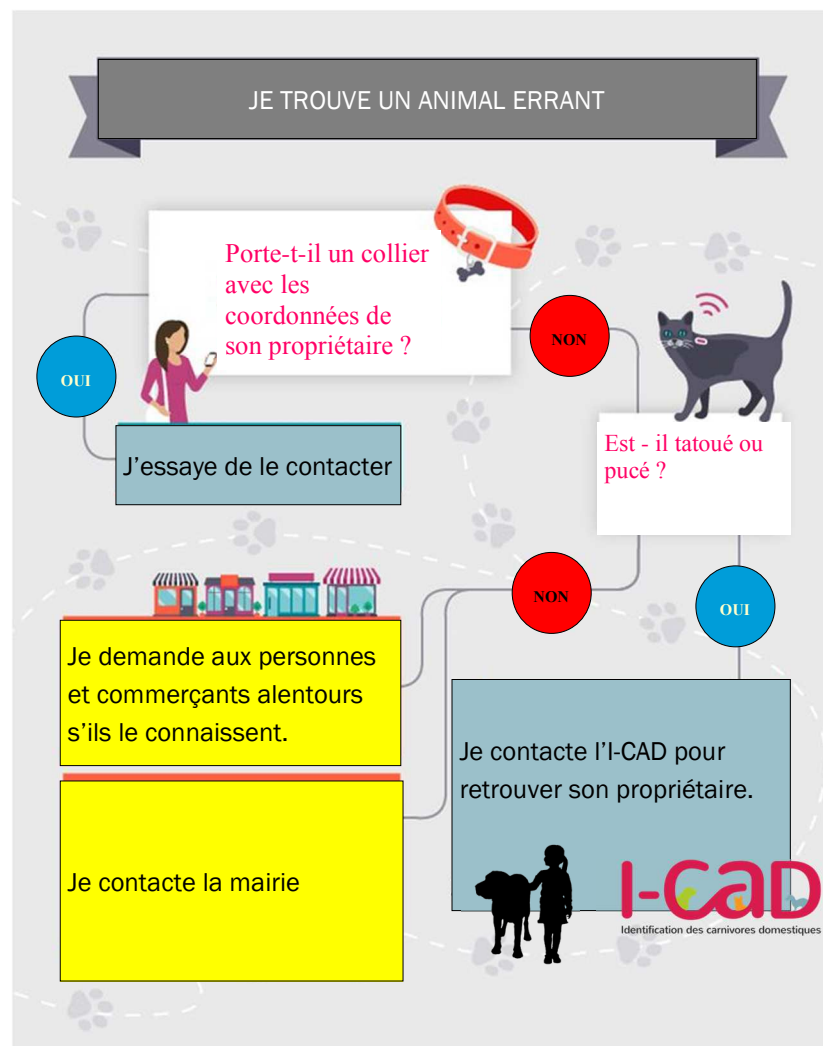 JE TROUVE UN ANIMAL ERRANT
Porte-t-il un collier
avec les
coordonnées de
son propriétaire ?
NON
OUI
J'essaye de le contacter
Est - il tatoué ou
pucé ?
NON
OUI
Je demande aux personnes
et commerçants alentours
s'ils le connaissent.
Je contacte l'I-CAD pour
retrouver son propriétaire.
Je contacte la mairie
I-CAD
Identification des carnivores domestiques